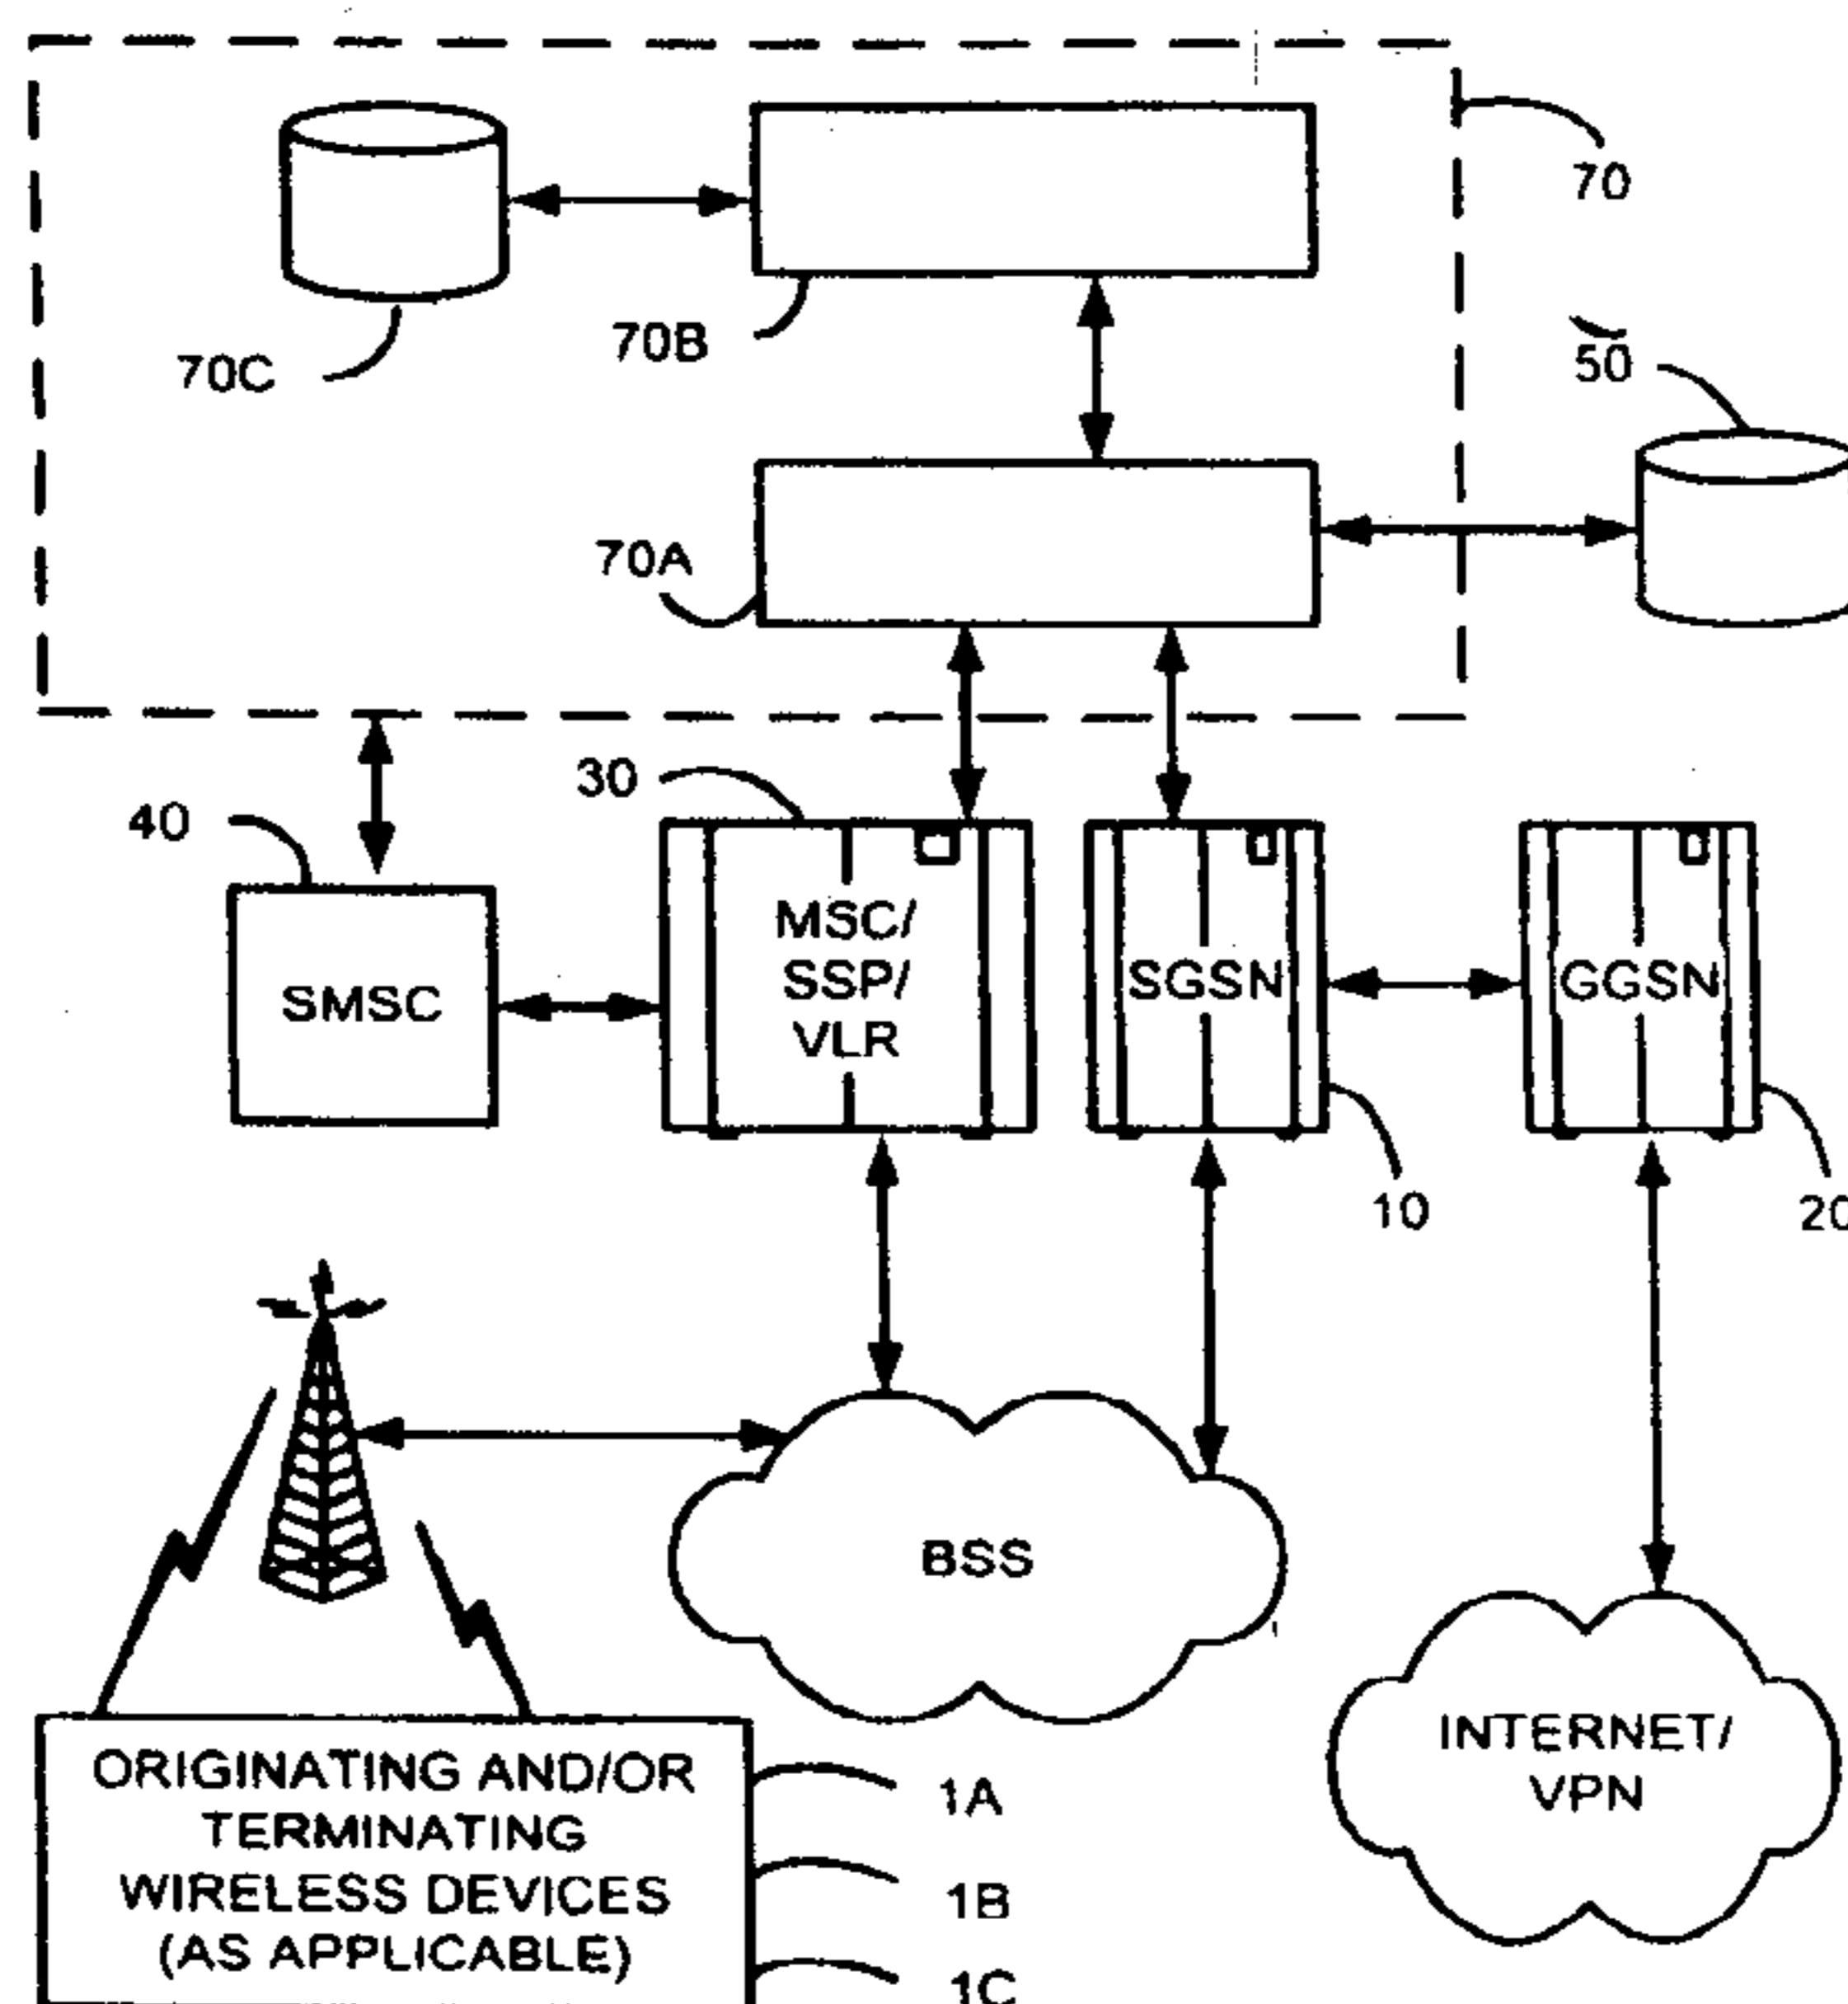 70
70C
70B
50
70A
30
40
MSC/
SSP/
VLR
SMSC
SGSN
GGSN
10
20
BSS
INTERNET/
VPN
ORIGINATING AND/OR
TERMINATING
WIRELESS DEVICES
(AS APPLICABLE)
1A
1B
1C